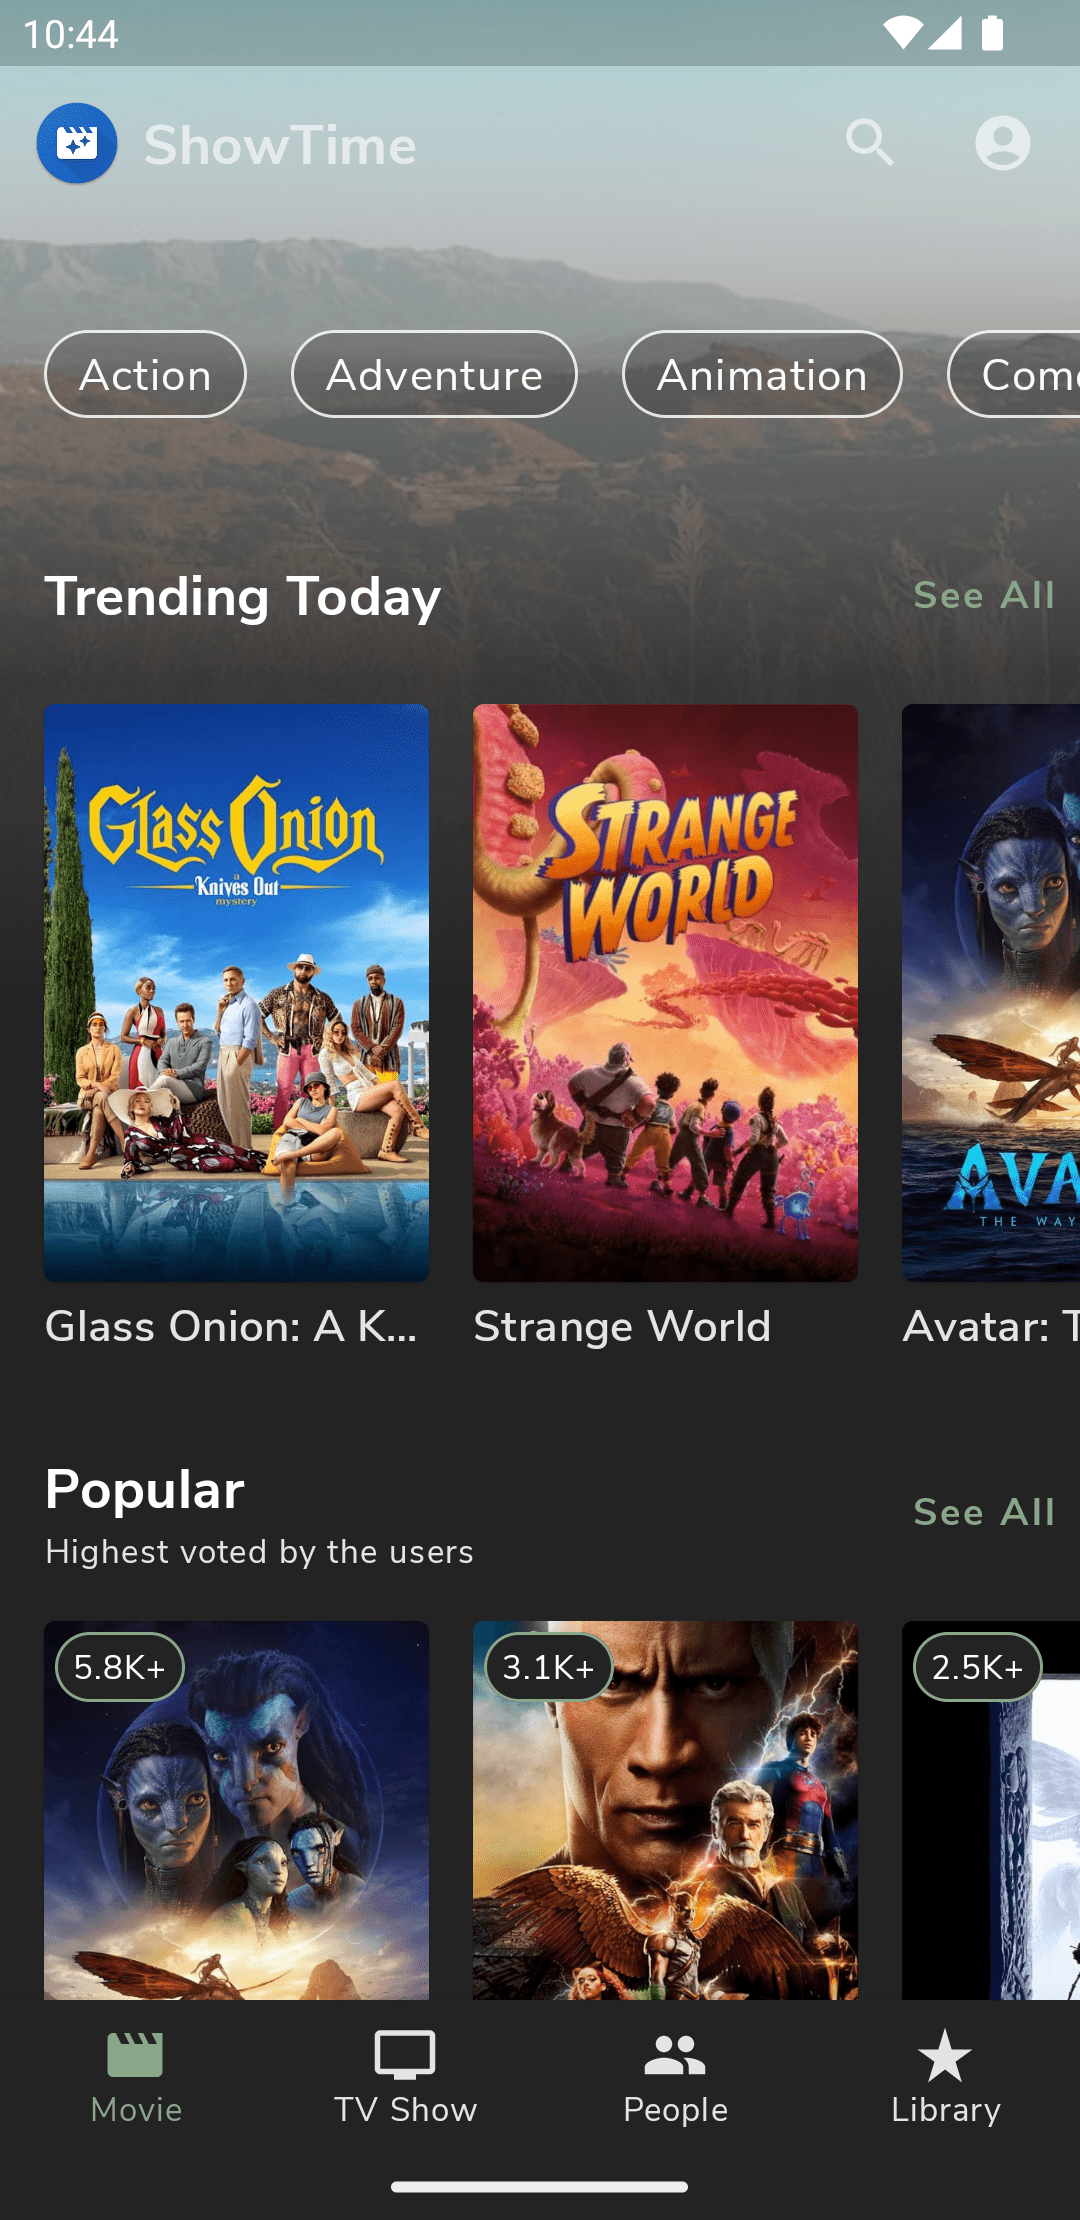 10:44
ShowTime
Action
Adventure
Animation
Com
Trending Today
See All
Glass Onion
a
Knives Out
mystery
STRANGE
WORLD
AVA
THE WAY
Glass Onion: A K...
Strange World
Avatar: T
Popular
See All
Highest voted by the users
5.8K+
3.1K+
2.5K+
Movie
TV Show
People
Library